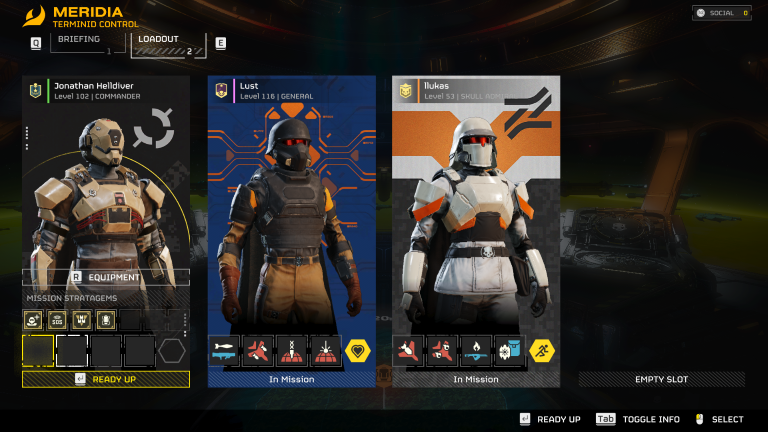 MERIDIA
TERMINID CONTROL
SOCIAL 0
Q BRIEFING 1 LOADOUT 2 E
Jonathan Helldiver
Level 102 | COMMANDER
Lust
Level 116 | GENERAL
llukas
Level 53 | SKULL
R EQUIPMENT
MISSION STRATAGEMS
SOS
READY UP
In Mission
In Mission
EMPTY SLOT
READY UP Tab TOGGLE INFO SELECT